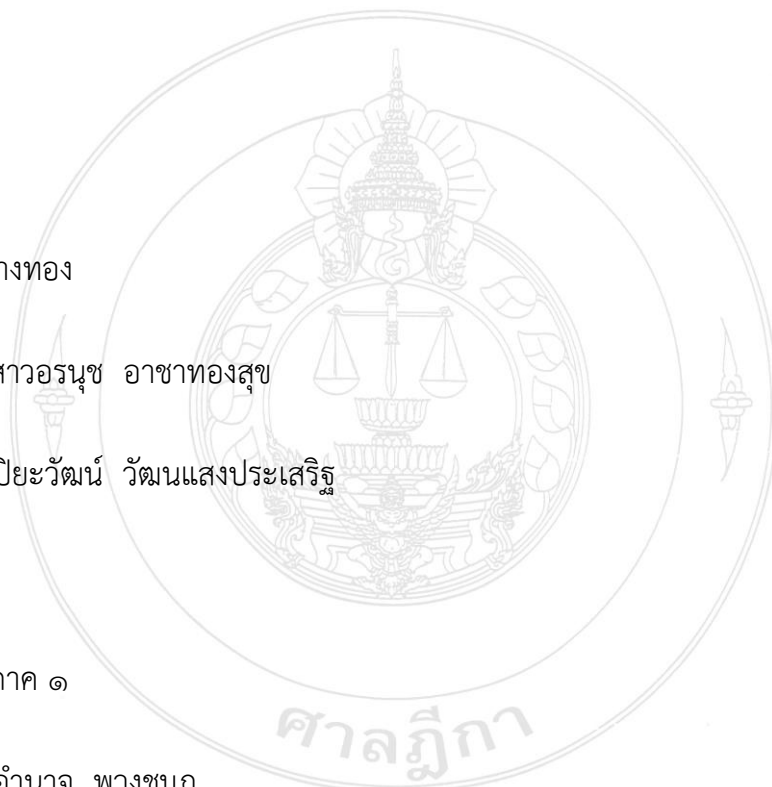 างทอง
สาวอรนุช อาชาทองสุข
ปิยะวัฒน์ วัฒนแสงประเสริฐ
าค ๑
ศาลฎีกา